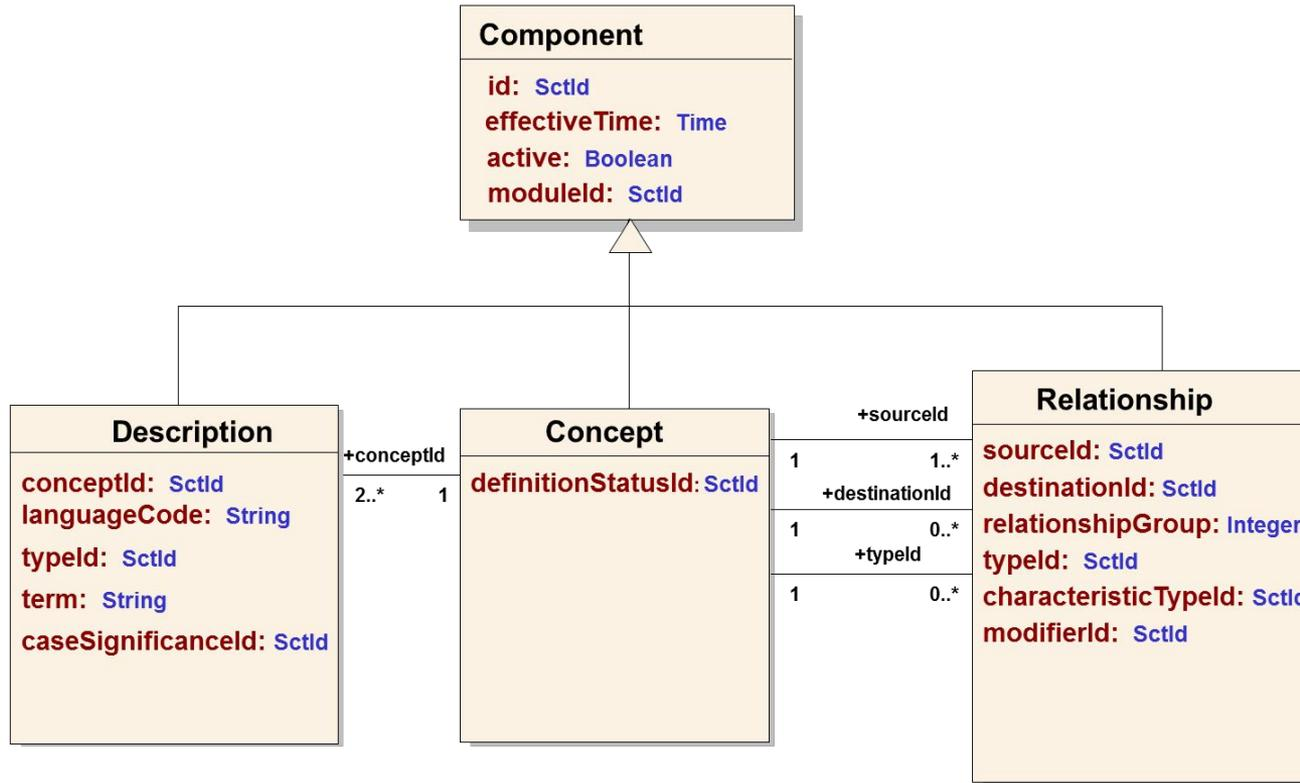 Component
id: SctId
effectiveTime: Time
active: Boolean
moduleId: SctId
Description
conceptId: SctId
languageCode: String
typeId: SctId
term: String
caseSignificanceId: SctId
+conceptId
2..* 1
Concept
definitionStatusId: SctId
+sourceId
1 1..*
+destinationId
1 0..*
+typeId
1 0..*
Relationship
sourceId: SctId
destinationId: SctId
relationshipGroup: Integer
typeId: SctId
characteristicTypeId:
modifierId: SctId